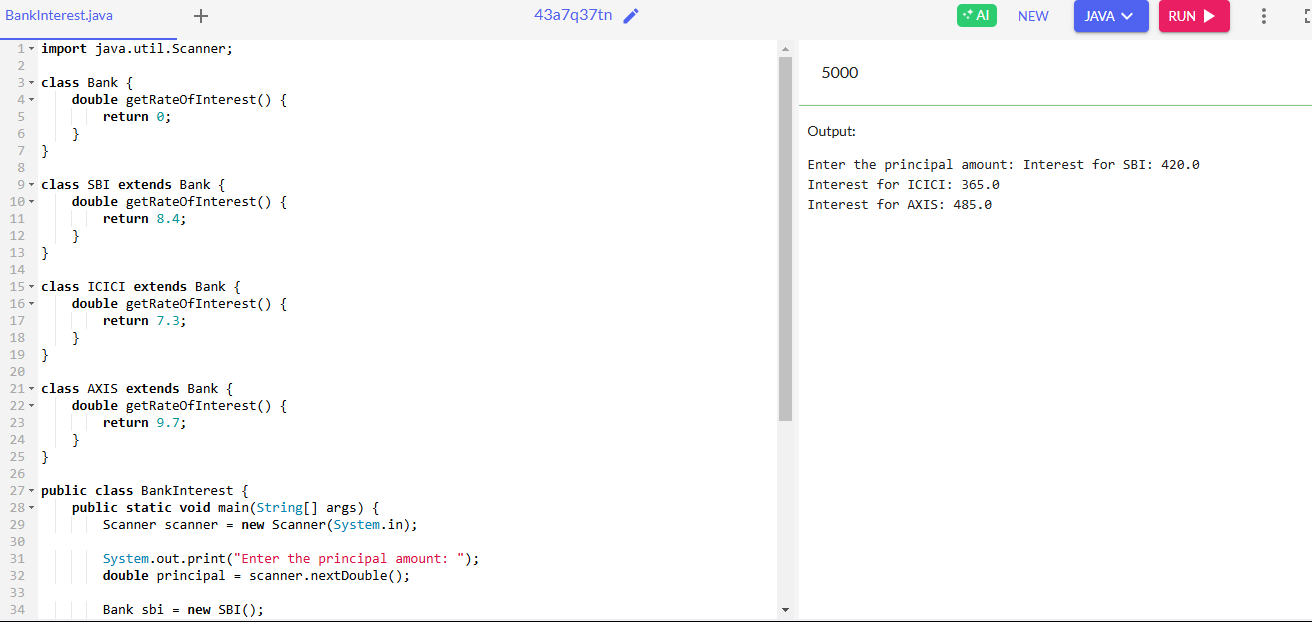 BankInterest.java
+
43a7q37tn
AI
NEW
JAVA
RUN
1 import java.util.Scanner;
2
3 class Bank {
4     double getRateOfInterest() {
5         return 0;
6     }
7 }
8
9 class SBI extends Bank {
10     double getRateOfInterest() {
11         return 8.4;
12     }
13 }
14
15 class ICICI extends Bank {
16     double getRateOfInterest() {
17         return 7.3;
18     }
19 }
20
21 class AXIS extends Bank {
22     double getRateOfInterest() {
23         return 9.7;
24     }
25 }
26
27 public class BankInterest {
28     public static void main(String[] args) {
29         Scanner scanner = new Scanner(System.in);
30
31         System.out.print("Enter the principal amount: ");
32         double principal = scanner.nextDouble();
33
34         Bank sbi = new SBI();
5000
Output:
Enter the principal amount: Interest for SBI: 420.0
Interest for ICICI: 365.0
Interest for AXIS: 485.0